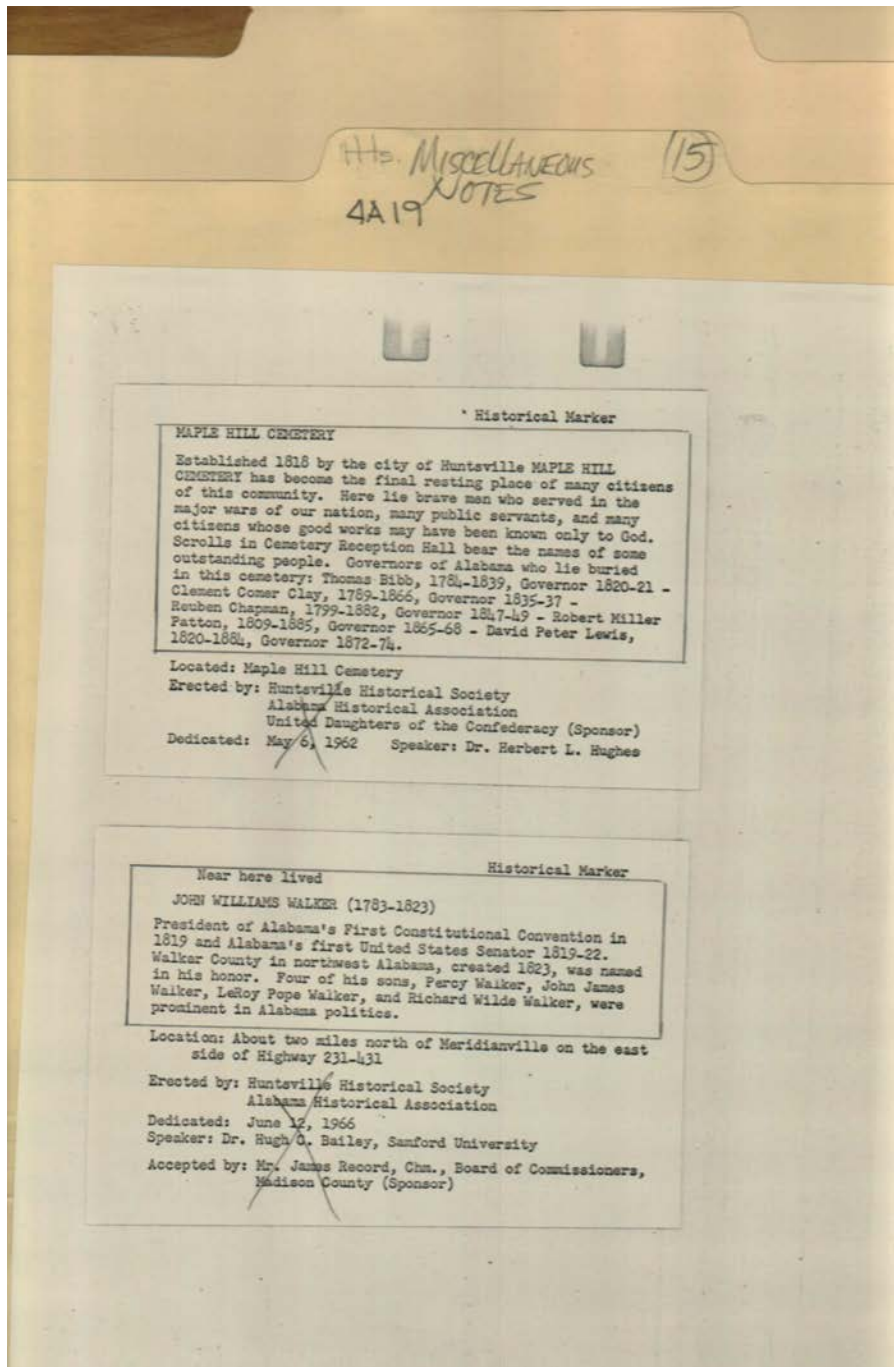 Hs. MISCELLANEOUS 15
NOTES
4A19
Historical Marker
MAPLE HILL CEMETERY
Established 1818 by the city of Huntsville MAPLE HILL
CEMETERY has become the final resting place of many citizens
of this community. Here lie brave men who served in the
major wars of our nation, many public servants, and many
citizens whose good works may have been known only to God.
Scrolls in Cemetery Reception Hall bear the names of some
outstanding people. Governors of Alabama who lie buried
in this cemetery: Thomas Bibb, 1784-1839, Governor 1820-21 -
Clement Comer Clay, 1789-1866, Governor 1835-37 -
Reuben Chapman, 1799-1882, Governor 1847-49 - Robert Miller
Patton, 1809-1885, Governor 1865-68 - David Peter Lewis,
1820-1884, Governor 1872-74.
Located: Maple Hill Cemetery
Erected by: Huntsville Historical Society
Alabama Historical Association
United Daughters of the Confederacy (Sponsor)
Dedicated: May 6, 1962 Speaker: Dr. Herbert L. Hughes
Historical Marker
Near here lived
JOHN WILLIAMS WALKER (1783-1823)
President of Alabama's First Constitutional Convention in
1819 and Alabama's first United States Senator 1819-22.
Walker County in northwest Alabama, created 1823, was named
in his honor. Four of his sons, Percy Walker, John James
Walker, LeRoy Pope Walker, and Richard Wilde Walker, were
prominent in Alabama politics.
Location: About two miles north of Meridianville on the east
side of Highway 231-431
Erected by: Huntsville Historical Society
Alabama Historical Association
Dedicated: June 12, 1966
Speaker: Dr. Hugh C. Bailey, Samford University
Accepted by: Mr. James Record, Chm., Board of Commissioners,
Madison County (Sponsor)